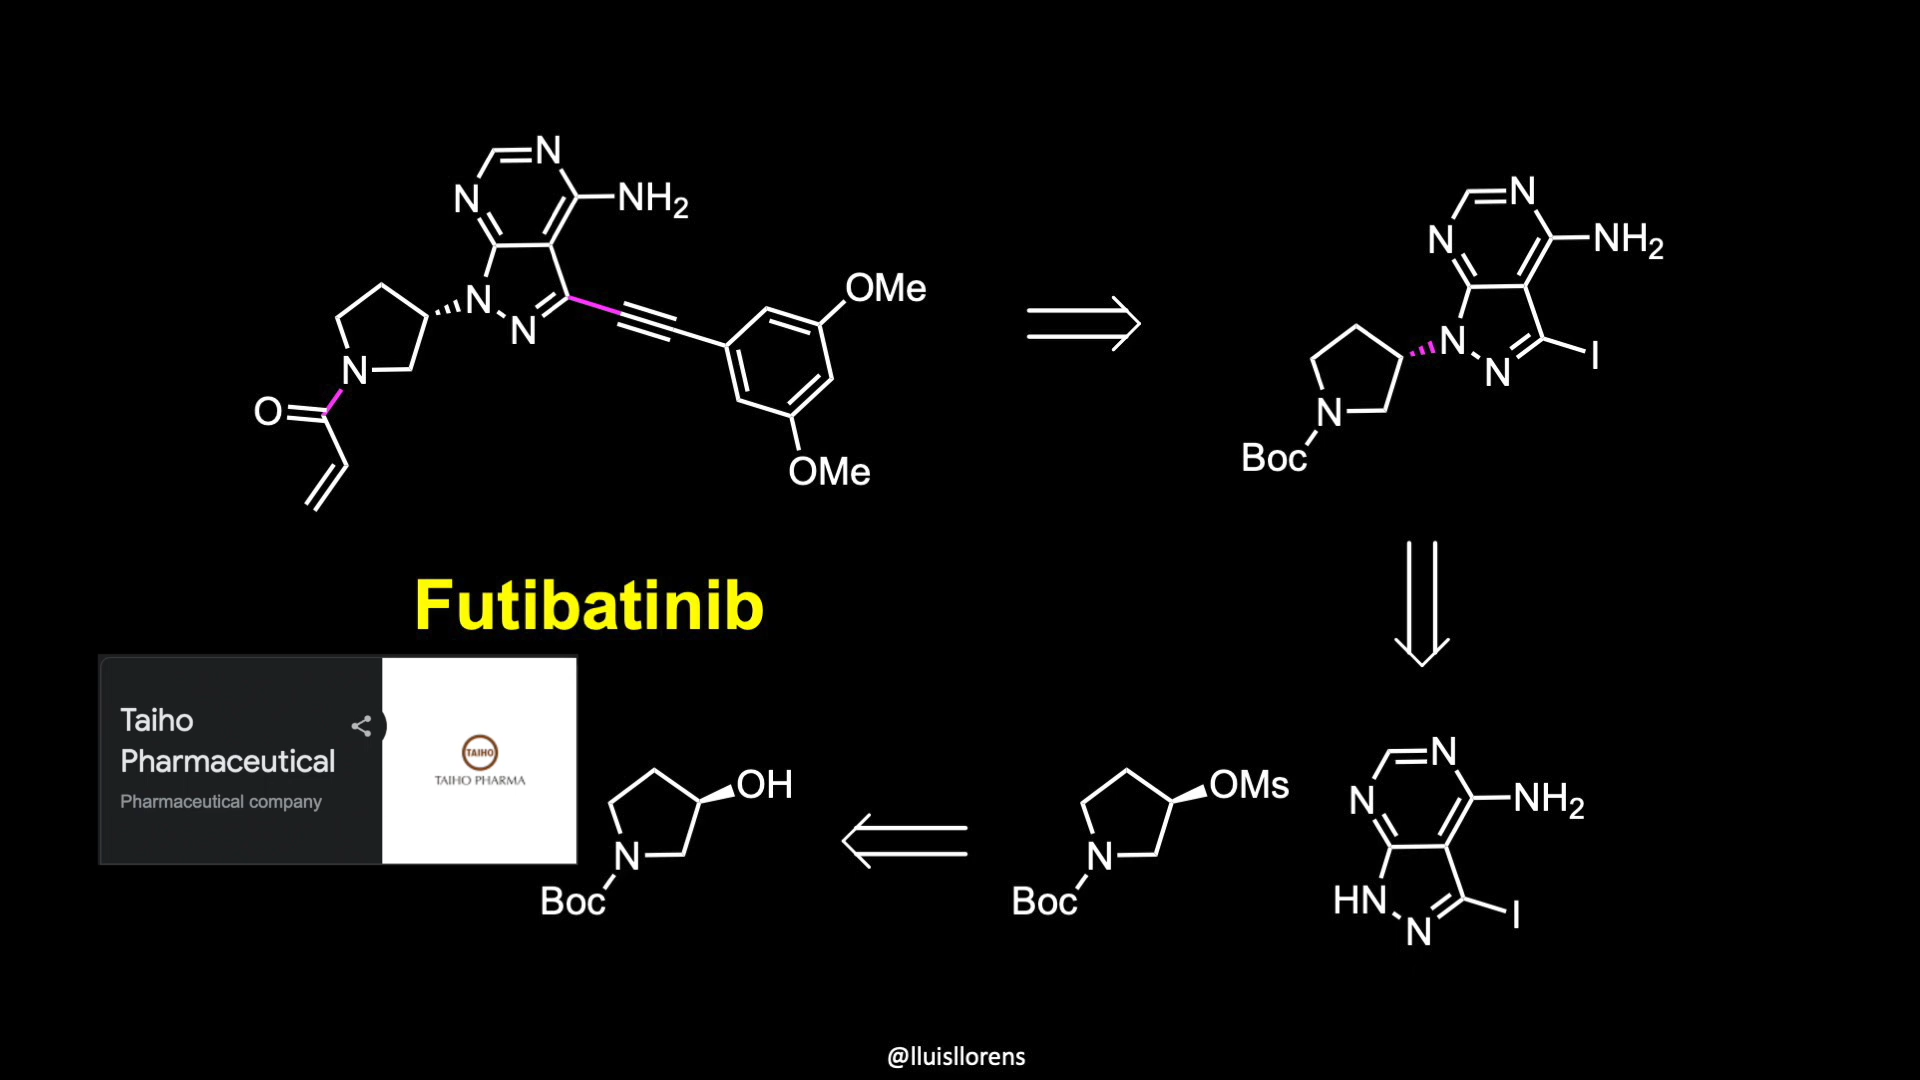 N
N
NH2
N
N
N
O
OMe
OMe
N
N
NH2
N
N
I
N
Boc
Futibatinib
Taiho
Pharmaceutical
Pharmaceutical company
TAIHO
TAIHO PHARMA
OH
N
Boc
OMs
N
Boc
N
N
NH2
HN
N
I
@lluisllorens